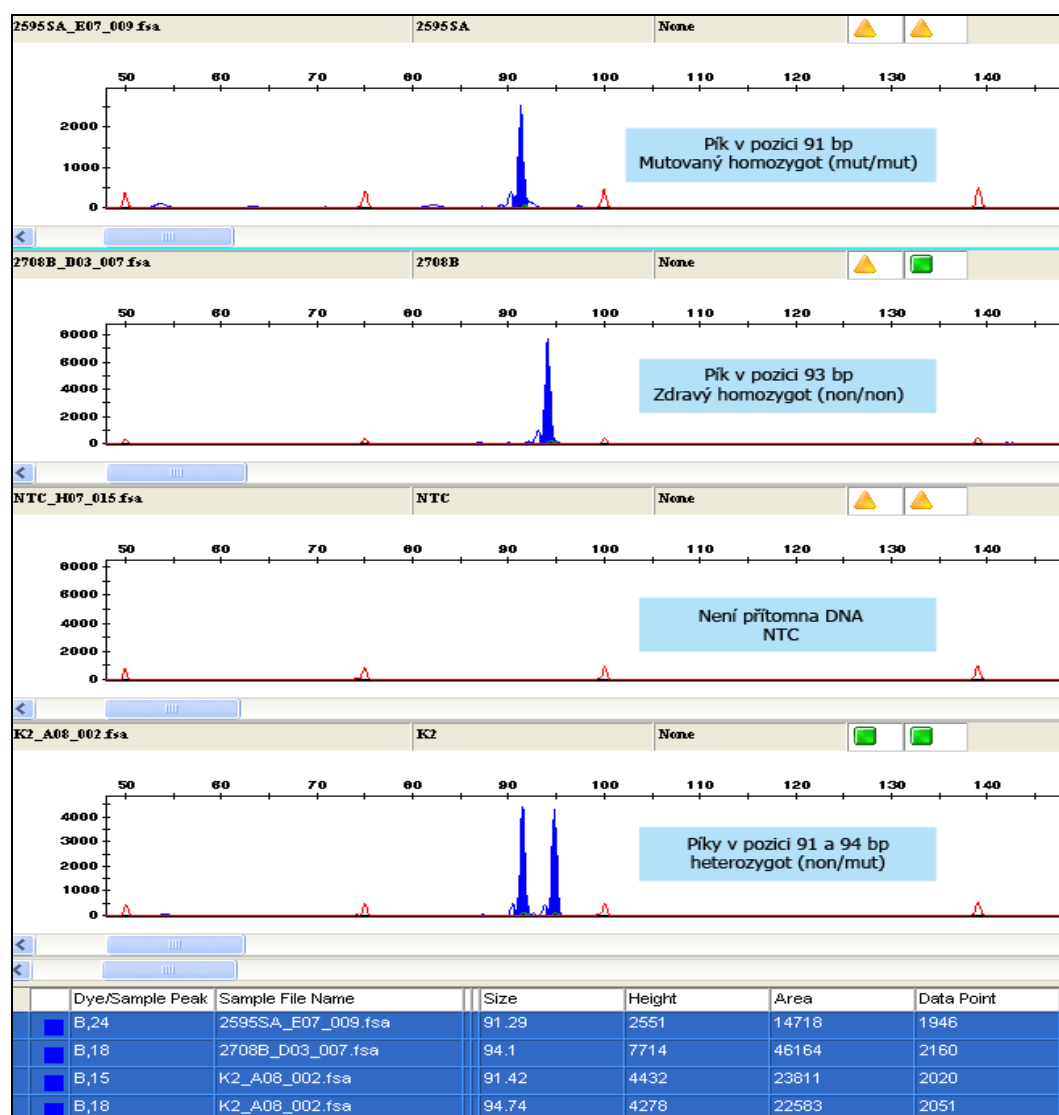 2595SA_E07_009.fsa 2595SA None
50 60 70 80 90 100 110 120 130 140
2000
1000
0
Pík v pozici 91 bp
Mutovaný homozygot (mut/mut)
2708B_D03_007.fsa 2708B None
50 60 70 80 90 100 110 120 130 140
8000
6000
4000
2000
0
Pík v pozici 93 bp
Zdravý homozygot (non/non)
NTC_H07_015.fsa NTC None
50 60 70 80 90 100 110 120 130 140
8000
6000
4000
2000
0
Není přítomna DNA
NTC
K2_A08_002.fsa K2 None
50 60 70 80 90 100 110 120 130 140
4000
3000
2000
1000
0
Píky v pozici 91 a 94 bp
heterozygot (non/mut)
Dye/Sample Peak Sample File Name Size Height Area Data Point
B,24 2595SA_E07_009.fsa 91.29 2551 14718 1946
B,18 2708B_D03_007.fsa 94.1 7714 46164 2160
B,15 K2_A08_002.fsa 91.42 4432 23811 2020
B,18 K2_A08_002.fsa 94.74 4278 22583 2051